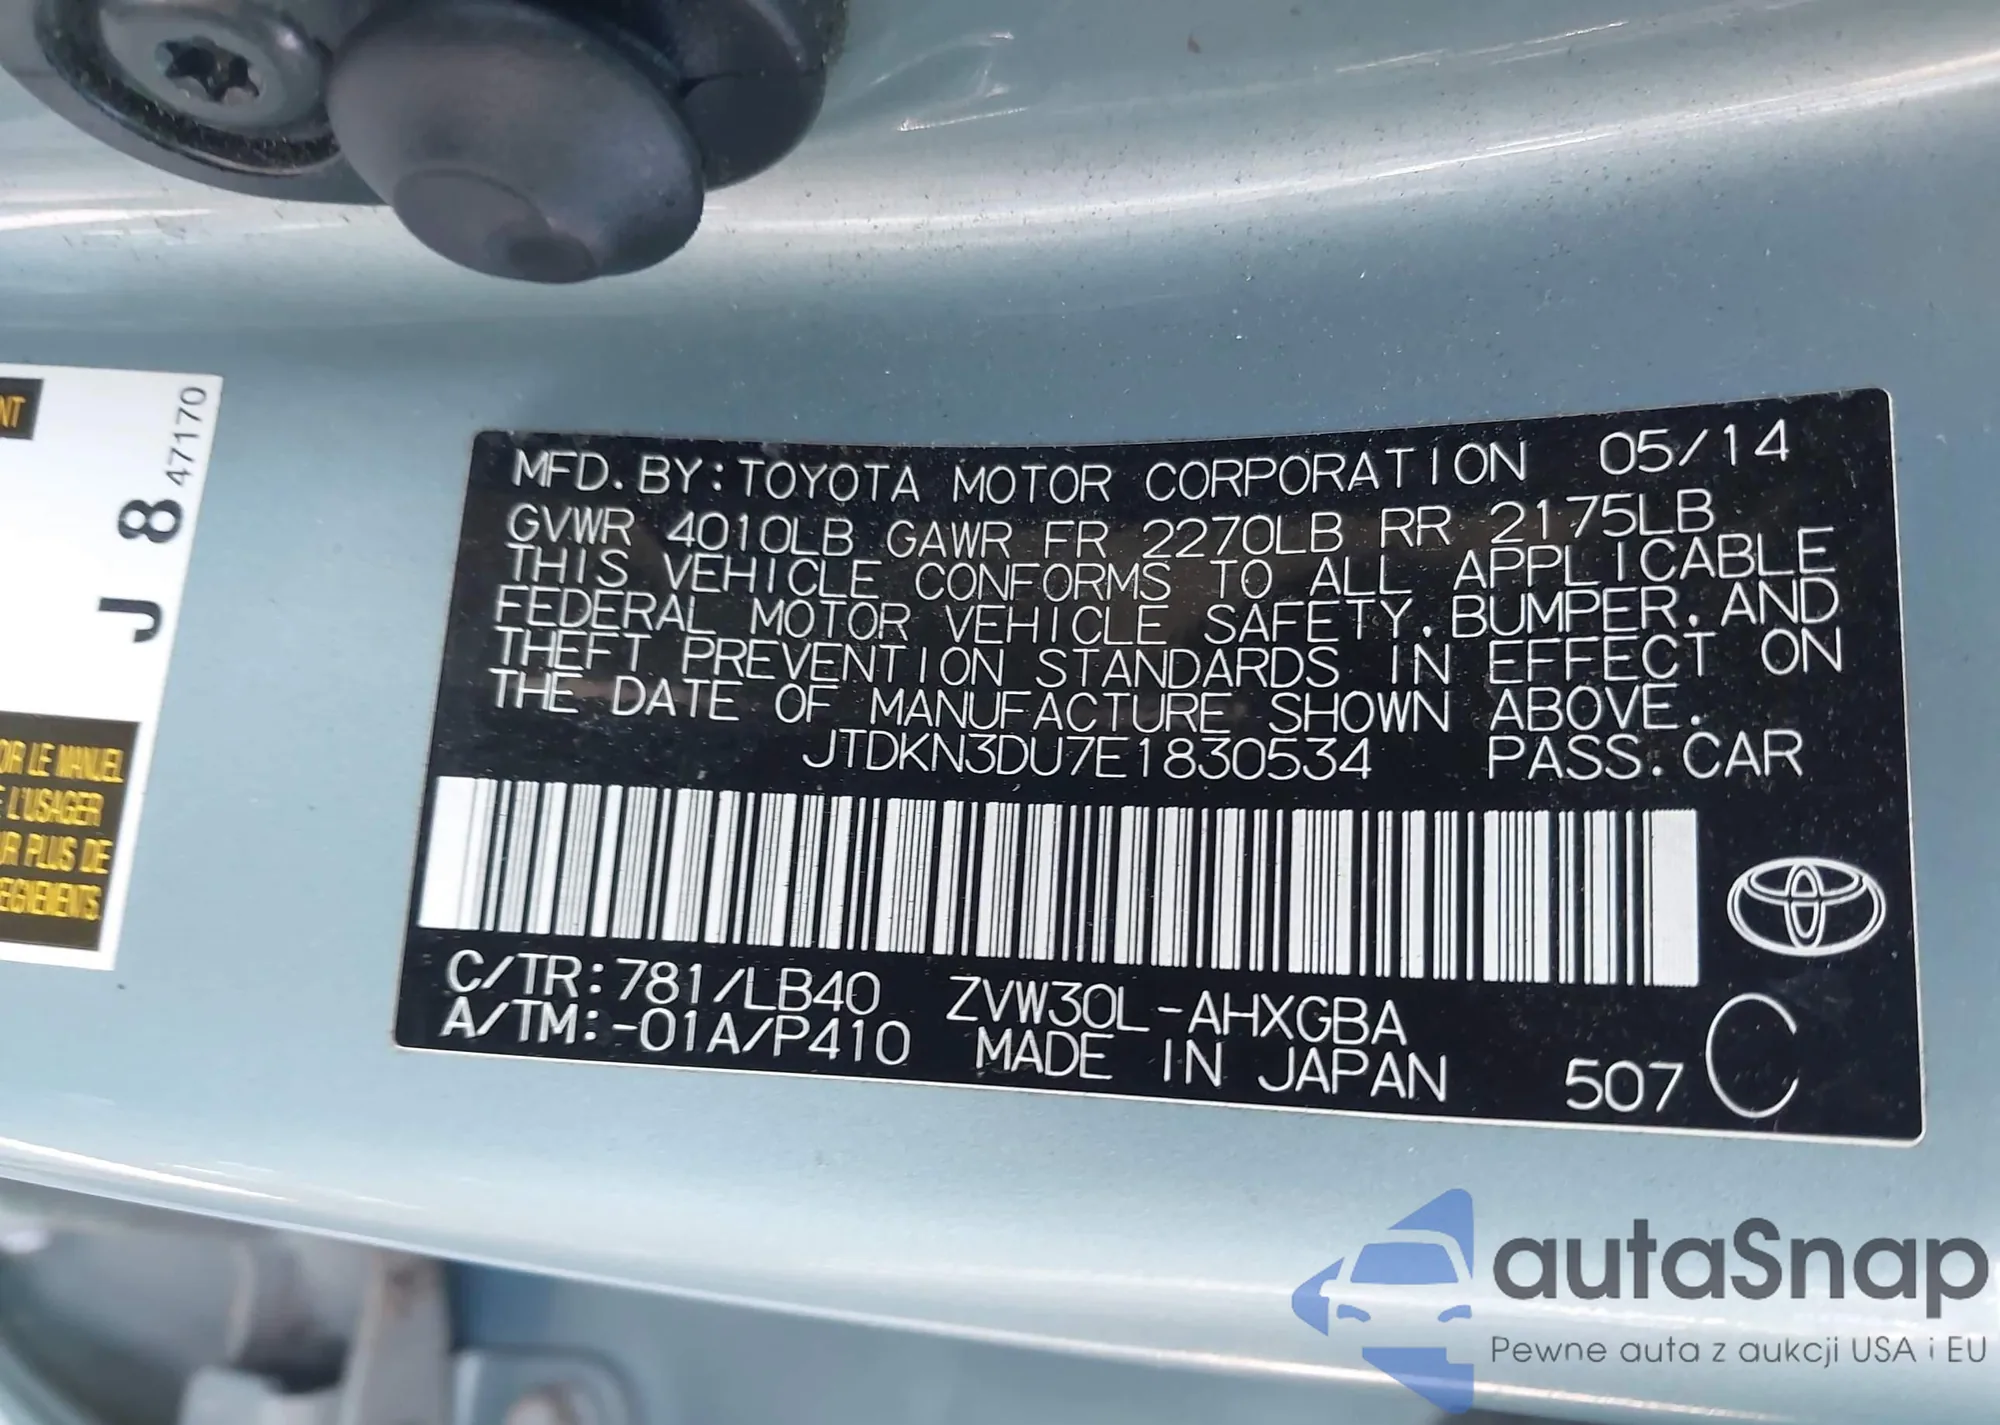 NT
J 8 47170
OIR LE MANUEL
E L'USAGER
UR PLUS DE
MFD. BY: TOYOTA MOTOR CORPORATION 05/14
GVWR 4010LB GAWR FR 2270LB RR 2175LB
THIS VEHICLE CONFORMS TO ALL APPLICABLE
FEDERAL MOTOR VEHICLE SAFETY, BUMPER, AND
THEFT PREVENTION STANDARDS IN EFFECT ON
THE DATE OF MANUFACTURE SHOWN ABOVE.
JTDKN3DU7E1830534 PASS. CAR
C/TR: 781/LB40 ZVW30L-AHXGBA
A/TM: -01A/P410 MADE IN JAPAN 507 C
autaSnap
Pewne auta z aukcji USA i EU